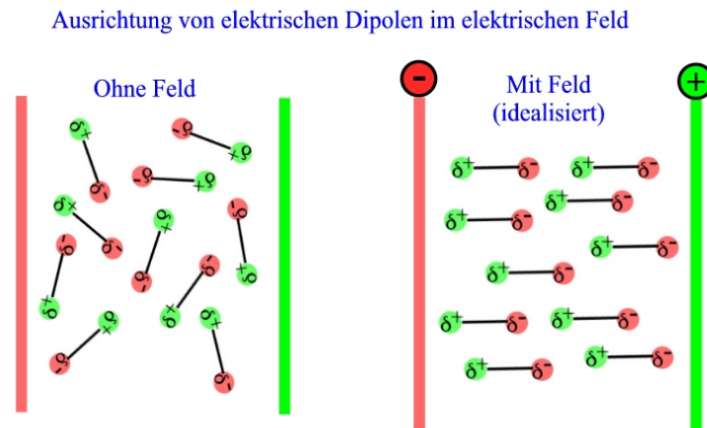 Ausrichtung von elektrischen Dipolen im elektrischen Feld
Ohne Feld
δ+
δ-
δ-
δ+
δ-
δ+
δ+
δ-
δ+
δ-
δ-
δ+
δ-
δ+
δ-
δ+
δ+
δ-
δ+
δ-
-
+
Mit Feld
(idealisiert)
δ+ δ-
δ+ δ-
δ+ δ-
δ+ δ-
δ+ δ-
δ+ δ-
δ+ δ-
δ+ δ-
δ+ δ-
δ+ δ-